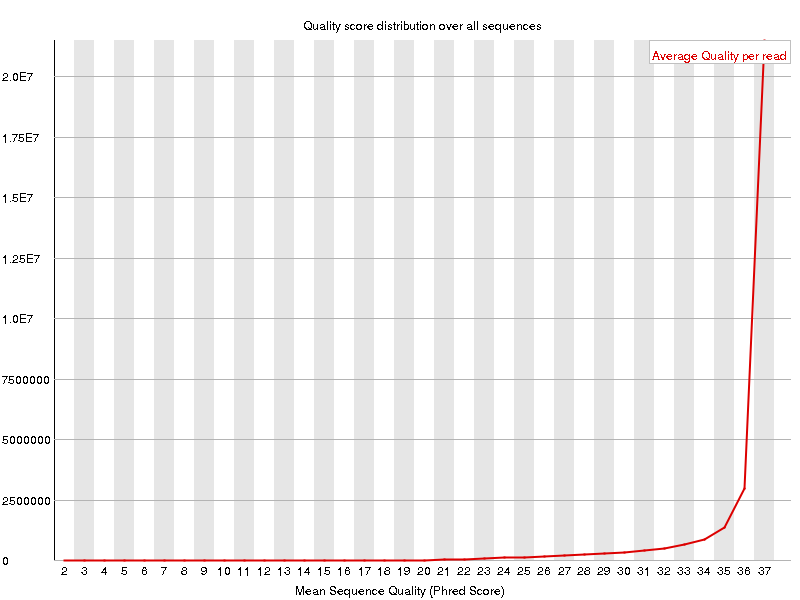 Quality score distribution over all sequences
Average Quality per read
2.0E7
1.75E7
1.5E7
1.25E7
1.0E7
7500000
5000000
2500000
0
2 3 4 5 6 7 8 9 10 11 12 13 14 15 16 17 18 19 20 21 22 23 24 25 26 27 28 29 30 31 32 33 34 35 36 37
Mean Sequence Quality (Phred Score)